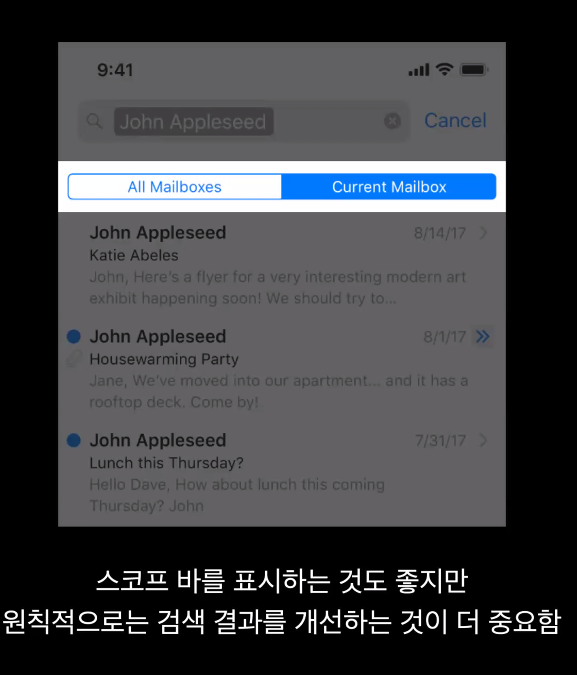 9:41
John Appleseed
Cancel
All Mailboxes
Current Mailbox
John Appleseed
8/14/17
Katie Abeles
John, Here's a flyer for a very interesting modern art
exhibit happening soon! We should try to...
John Appleseed
8/1/17
Housewarming Party
Jane, We've moved into our apartment... and it has a
rooftop deck. Come by!
John Appleseed
7/31/17
Lunch this Thursday?
Hello Dave, How about lunch this coming
Thursday? John
스코프 바를 표시하는 것도 좋지만
원칙적으로는 검색 결과를 개선하는 것이 더 중요함